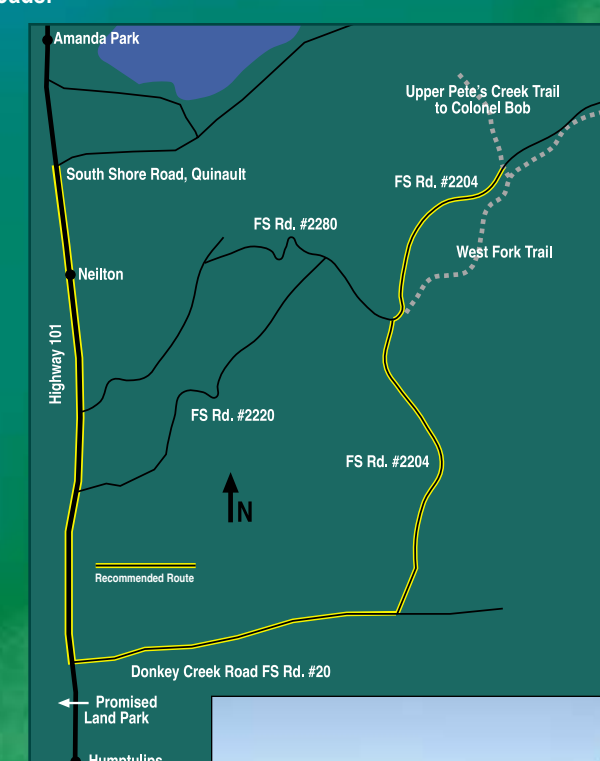 Amanda Park
Upper Pete's Creek Trail
to Colonel Bob
South Shore Road, Quinault
FS Rd. #2204
FS Rd. #2280
West Fork Trail
Neilton
Highway 101
FS Rd. #2220
FS Rd. #2204
N
Recommended Route
Donkey Creek Road FS Rd. #20
Promised
Land Park
Humptulips